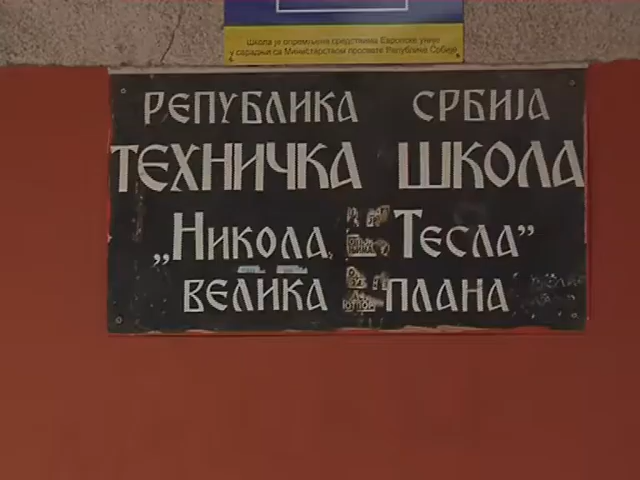 Школа је опремљена средствима Европске уније
у сарадњи са Министарством просвете Републике Србије
РЕПУБЛИКА СРБИЈА
ТЕХНИЧКА ШКОЛА
„Никола Тесла”
ВЕЛИКА ПЛАНА